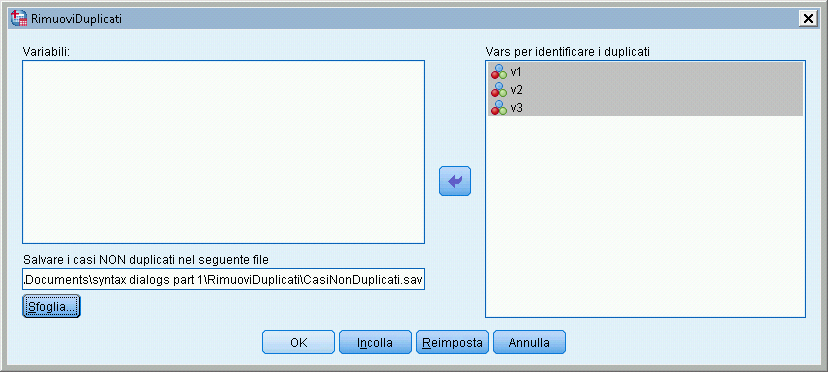 RimuoviDuplicati
Variabili:
Vars per identificare i duplicati
v1
v2
v3
Salvare i casi NON duplicati nel seguente file
.Documents\syntax dialogs part 1\RimuoviDuplicati\CasiNonDuplicati.sav
Sfoglia...
OK
Incolla
Reimposta
Annulla